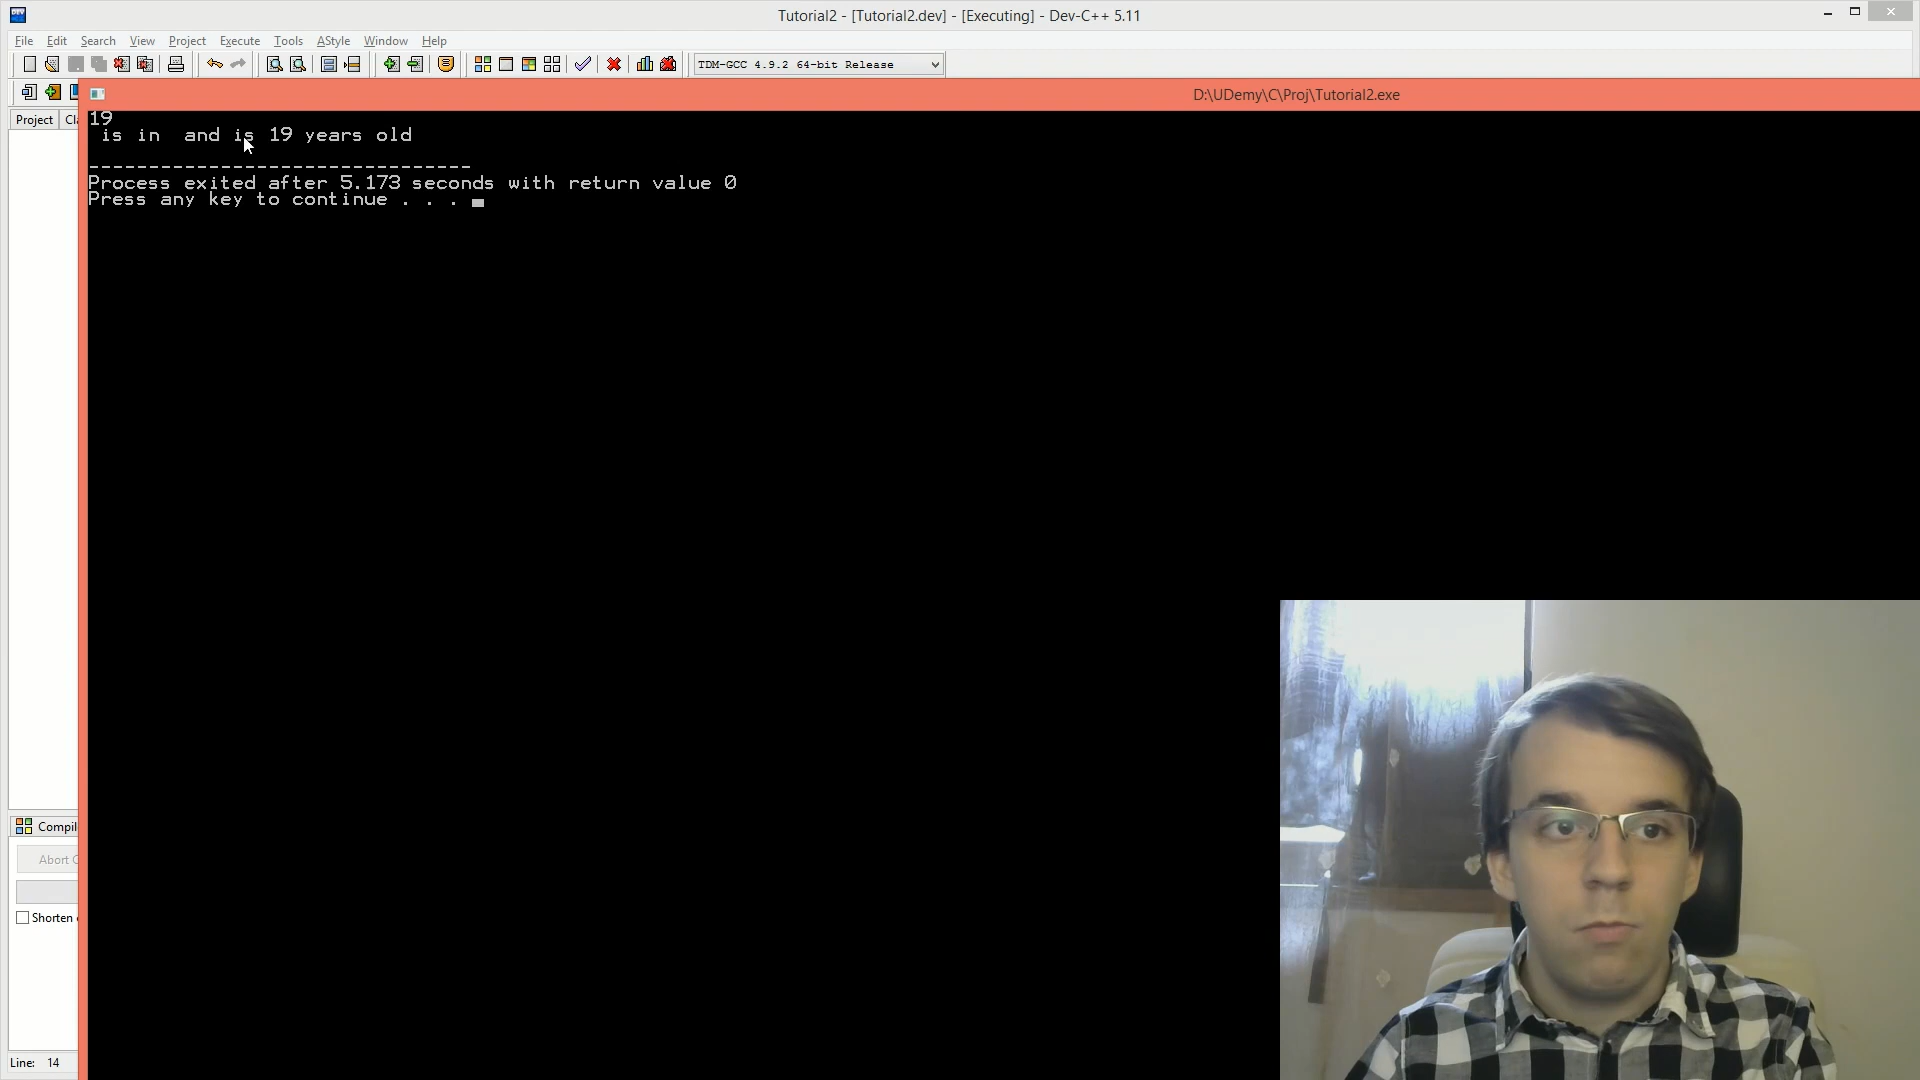 Tutorial2 - [Tutorial2.dev] - [Executing] - Dev-C++ 5.11
File Edit Search View Project Execute Tools AStyle Window Help
TDM-GCC 4.9.2 64-bit Release
D:\UDemy\C\Proj\Tutorial2.exe
Project Cl
19
is in  and is 19 years old
--------------------------------
Process exited after 5.173 seconds with return value 0
Press any key to continue . . .
Compil
Abort C
Shorten
Line: 14